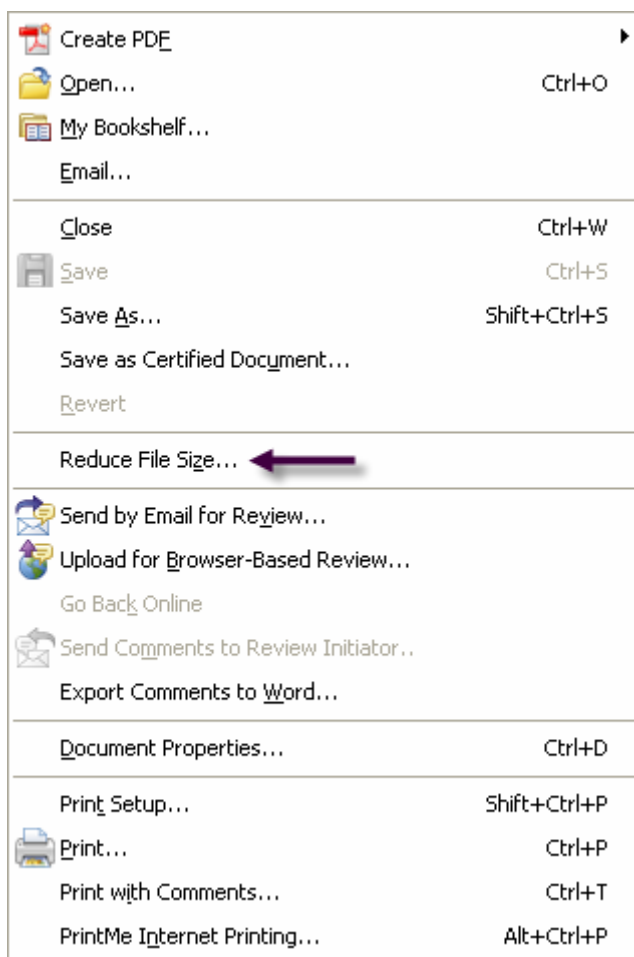 Create PDF
Open... Ctrl+O
My Bookshelf...
Email...
Close Ctrl+W
Save Ctrl+S
Save As... Shift+Ctrl+S
Save as Certified Document...
Revert
Reduce File Size...
Send by Email for Review...
Upload for Browser-Based Review...
Go Back Online
Send Comments to Review Initiator..
Export Comments to Word...
Document Properties... Ctrl+D
Print Setup... Shift+Ctrl+P
Print... Ctrl+P
Print with Comments... Ctrl+T
PrintMe Internet Printing... Alt+Ctrl+P